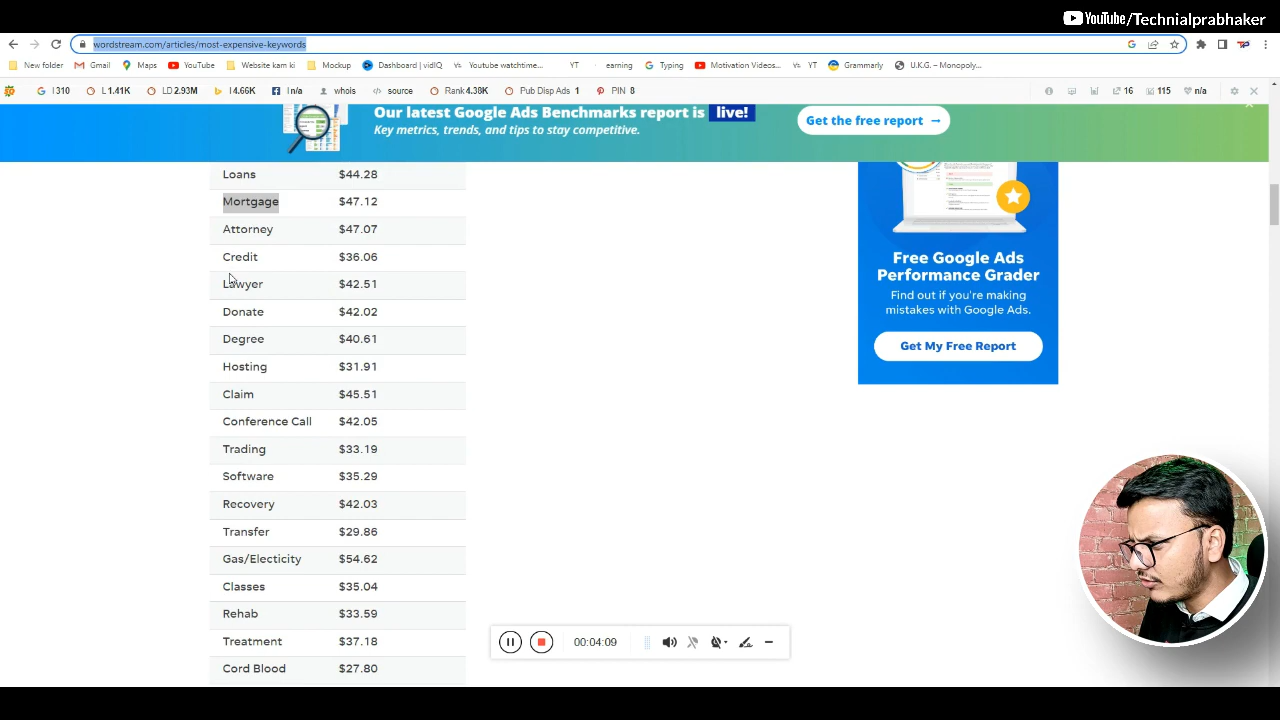 YouTube/Technialprabhaker
wordstream.com/articles/most-expensive-keywords
New folder Gmail Maps YouTube Website kam ki Mockup Dashboard | vidIQ Youtube watchtime... YT earning Typing Motivation Videos... YT Grammarly U.K.G. – Monopoly...
I 310 L 1.41K LD 2.93M I 4.66K I n/a whois source Rank 4.38K Pub Disp Ads 1 PIN 8 16 115 n/a
Our latest Google Ads Benchmarks report is live!
Key metrics, trends, and tips to stay competitive.
Get the free report →
Loans $44.28
Mortgage $47.12
Attorney $47.07
Credit $36.06
Lawyer $42.51
Donate $42.02
Degree $40.61
Hosting $31.91
Claim $45.51
Conference Call $42.05
Trading $33.19
Software $35.29
Recovery $42.03
Transfer $29.86
Gas/Electicity $54.62
Classes $35.04
Rehab $33.59
Treatment $37.18
Cord Blood $27.80
Free Google Ads
Performance Grader
Find out if you're making
mistakes with Google Ads.
Get My Free Report
00:04:09